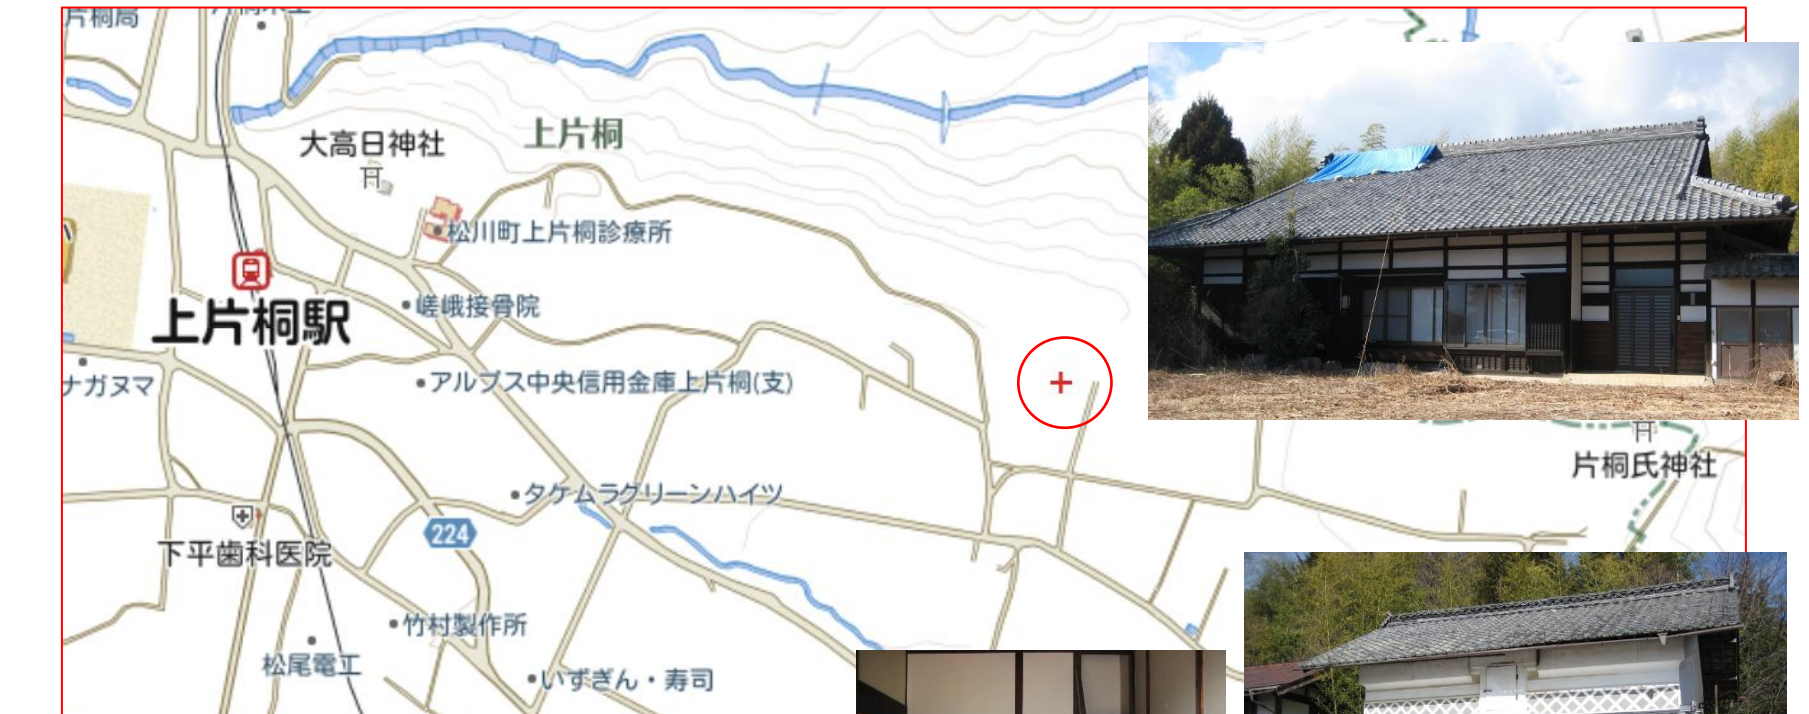 片桐局
大高日神社
上片桐
松川町上片桐診療所
上片桐駅
嵯峨接骨院
ナガヌマ
アルプス中央信用金庫上片桐(支)
片桐氏神社
タケムラグリーンハイツ
224
下平歯科医院
竹村製作所
松尾電工
いずぎん・寿司